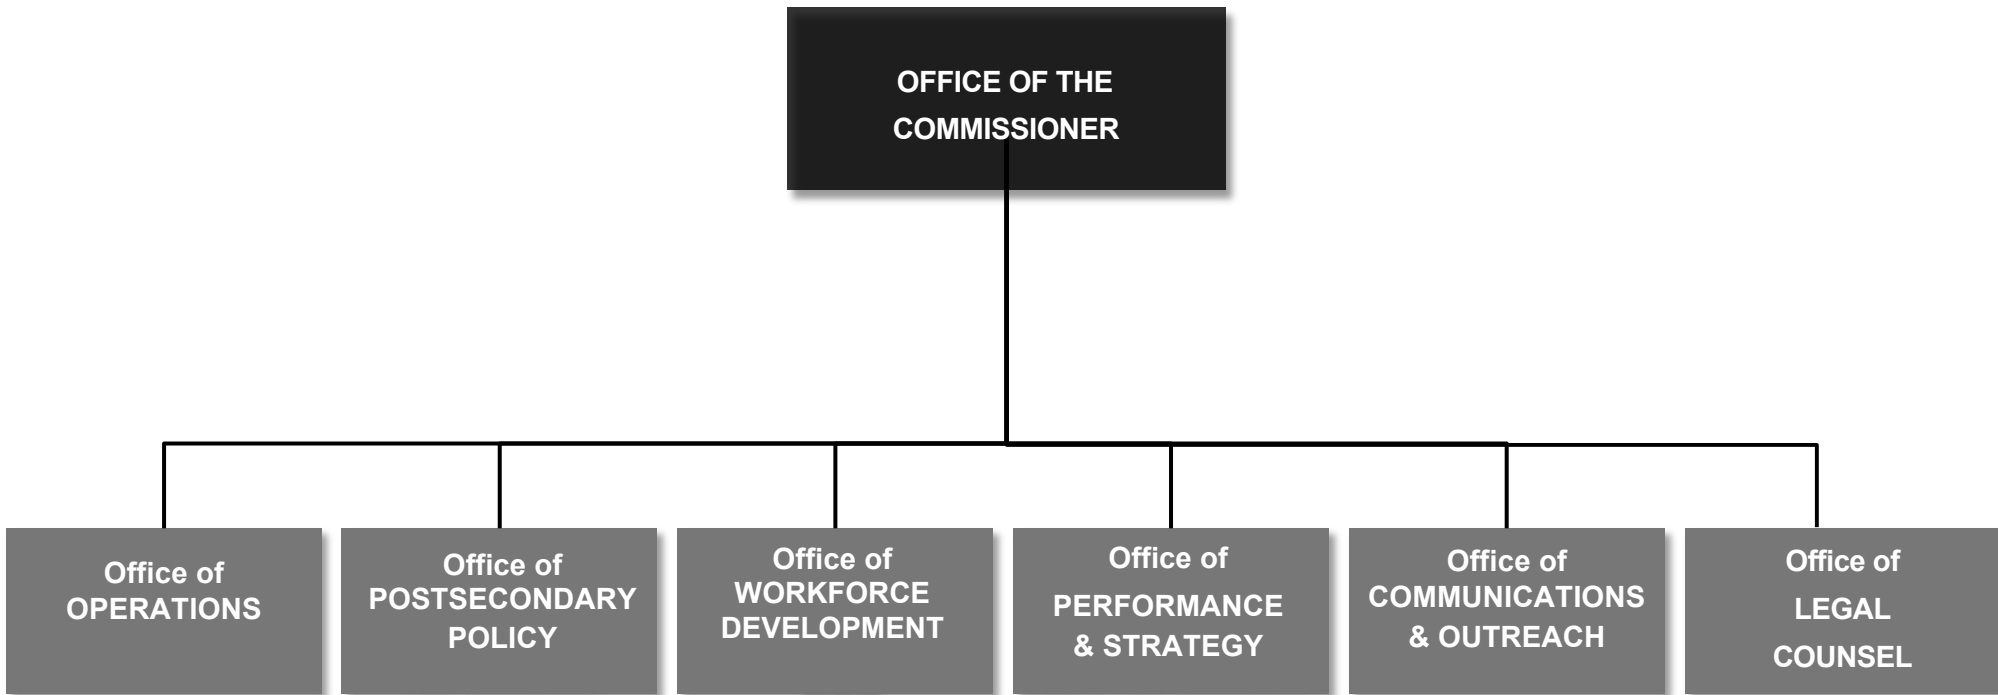 OFFICE OF THE
COMMISSIONER
Office of
OPERATIONS
Office of
POSTSECONDARY
POLICY
Office of
WORKFORCE
DEVELOPMENT
Office of
PERFORMANCE
& STRATEGY
Office of
COMMUNICATIONS
& OUTREACH
Office of
LEGAL
COUNSEL